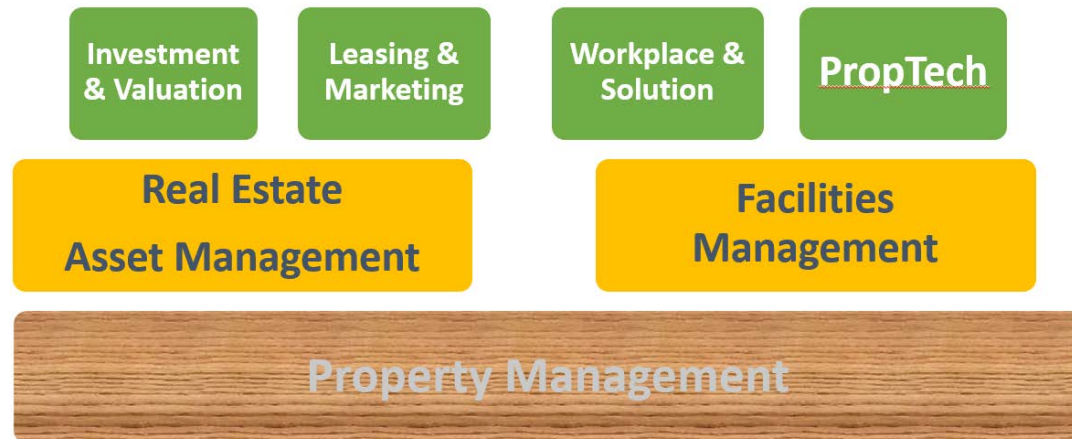 Investment
& Valuation
Leasing &
Marketing
Workplace &
Solution
PropTech
Real Estate
Asset Management
Facilities
Management
Property Management